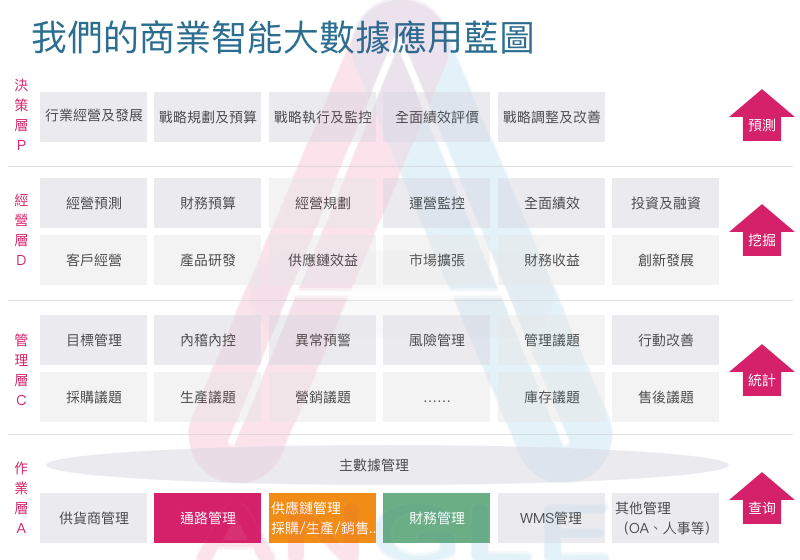 我們的商業智能大數據應用藍圖
決策層P
行業經營及發展
戰略規劃及預算
戰略執行及監控
全面績效評價
戰略調整及改善
預測
經營層D
經營預測
財務預算
經營規劃
運營監控
全面績效
投資及融資
挖掘
客戶經營
產品研發
供應鏈效益
市場擴張
財務收益
創新發展
管理層C
目標管理
內稽內控
異常預警
風險管理
管理議題
行動改善
統計
採購議題
生產議題
營銷議題
......
庫存議題
售後議題
作業層A
主數據管理
供貨商管理
通路管理
供應鏈管理
採購/生產/銷售..
財務管理
WMS管理
其他管理
（OA、人事等）
查询
ANGLE